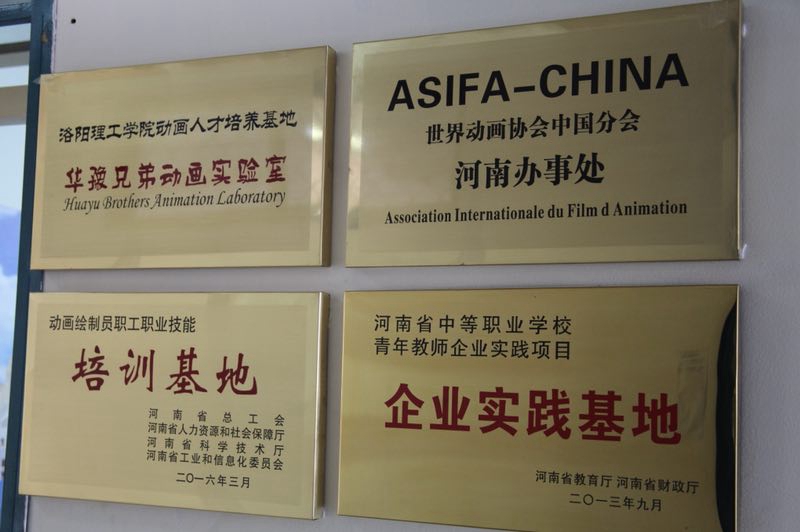 洛阳理工学院动画人才培养基地
华豫兄弟动画实验室
Huayu Brothers Animation Laboratory
ASIFA-CHINA
世界动画协会中国分会
河南办事处
Association Internationale du Film d Animation
动画绘制员职工职业技能
培训基地
河南省总工会
河南省人力资源和社会保障厅
河南省科学技术厅
河南省工业和信息化委员会
二〇一六年三月
河南省中等职业学校
青年教师企业实践项目
企业实践基地
河南省教育厅 河南省财政厅
二〇一三年九月